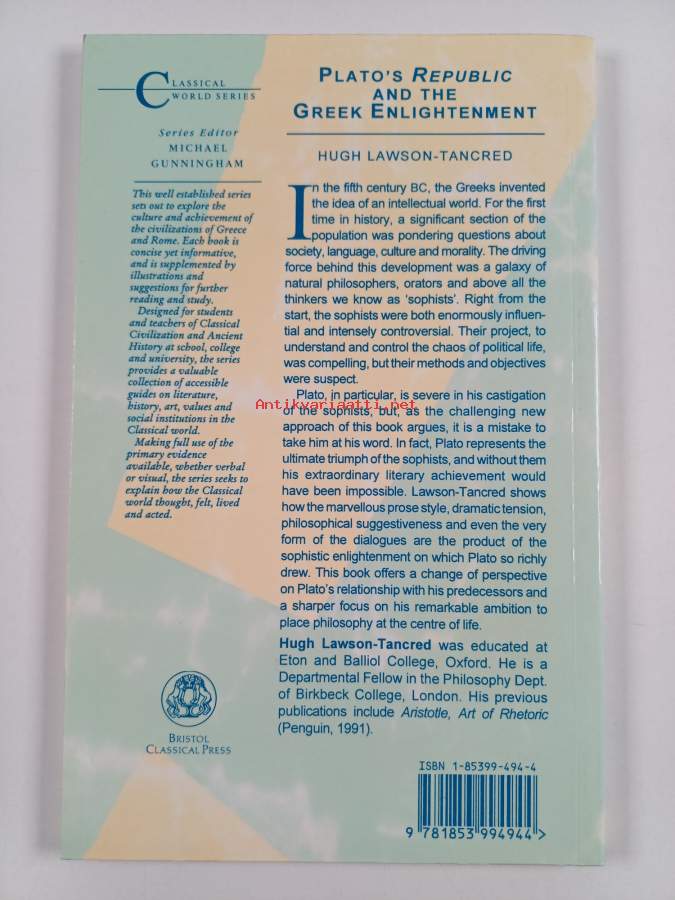 CLASSICAL
WORLD SERIES
Series Editor
MICHAEL
GUNNINGHAM
This well established series
sets out to explore the
culture and achievement of
the civilizations of Greece
and Rome. Each book is
concise yet informative,
and is supplemented by
illustrations and
suggestions for further
reading and study.
Designed for students
and teachers of Classical
Civilization and Ancient
History at school, college
and university, the series
provides a valuable
collection of accessible
guides on literature,
history, art, values and
social institutions in the
Classical world.
Making full use of the
primary evidence
available, whether verbal
or visual, the series seeks to
explain how the Classical
world thought, felt, lived
and acted.
BRISTOL
CLASSICAL PRESS
PLATO'S REPUBLIC
AND THE
GREEK ENLIGHTENMENT
HUGH LAWSON-TANCRED
In the fifth century BC, the Greeks invented
the idea of an intellectual world. For the first
time in history, a significant section of the
population was pondering questions about
society, language, culture and morality. The driving
force behind this development was a galaxy of
natural philosophers, orators and above all the
thinkers we know as 'sophists'. Right from the
start, the sophists were both enormously influen-
tial and intensely controversial. Their project, to
understand and control the chaos of political life,
was compelling, but their methods and objectives
were suspect.
Plato, in particular, is severe in his castigation
of the sophists; but, as the challenging new
approach of this book argues, it is a mistake to
take him at his word. In fact, Plato represents the
ultimate triumph of the sophists, and without them
his extraordinary literary achievement would
have been impossible. Lawson-Tancred shows
how the marvellous prose style, dramatic tension,
philosophical suggestiveness and even the very
form of the dialogues are the product of the
sophistic enlightenment on which Plato so richly
drew. This book offers a change of perspective
on Plato's relationship with his predecessors and
a sharper focus on his remarkable ambition to
place philosophy at the centre of life.
Hugh Lawson-Tancred was educated at
Eton and Balliol College, Oxford. He is a
Departmental Fellow in the Philosophy Dept.
of Birkbeck College, London. His previous
publications include Aristotle, Art of Rhetoric
(Penguin, 1991).
ISBN 1-85399-494-4
9 781853 994944>
Antikvariaatti.net